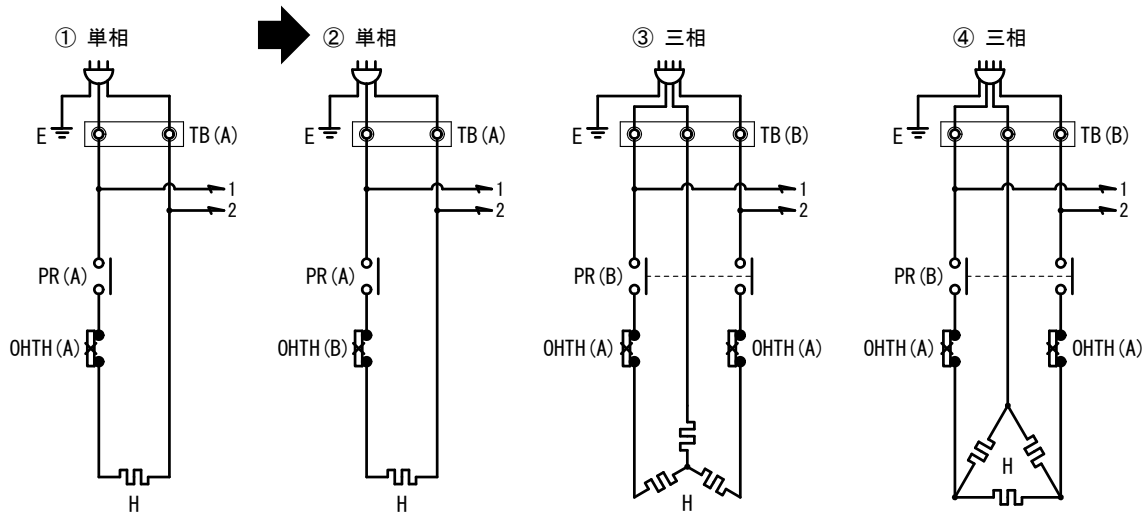 ① 単相
② 単相
③ 三相
④ 三相
E
TB(A)
E
TB(A)
E
TB(B)
E
TB(B)
1
2
1
2
1
2
1
2
PR(A)
PR(A)
PR(B)
PR(B)
OHTH(A)
OHTH(B)
OHTH(A)
OHTH(A)
OHTH(A)
OHTH(A)
H
H
H
H